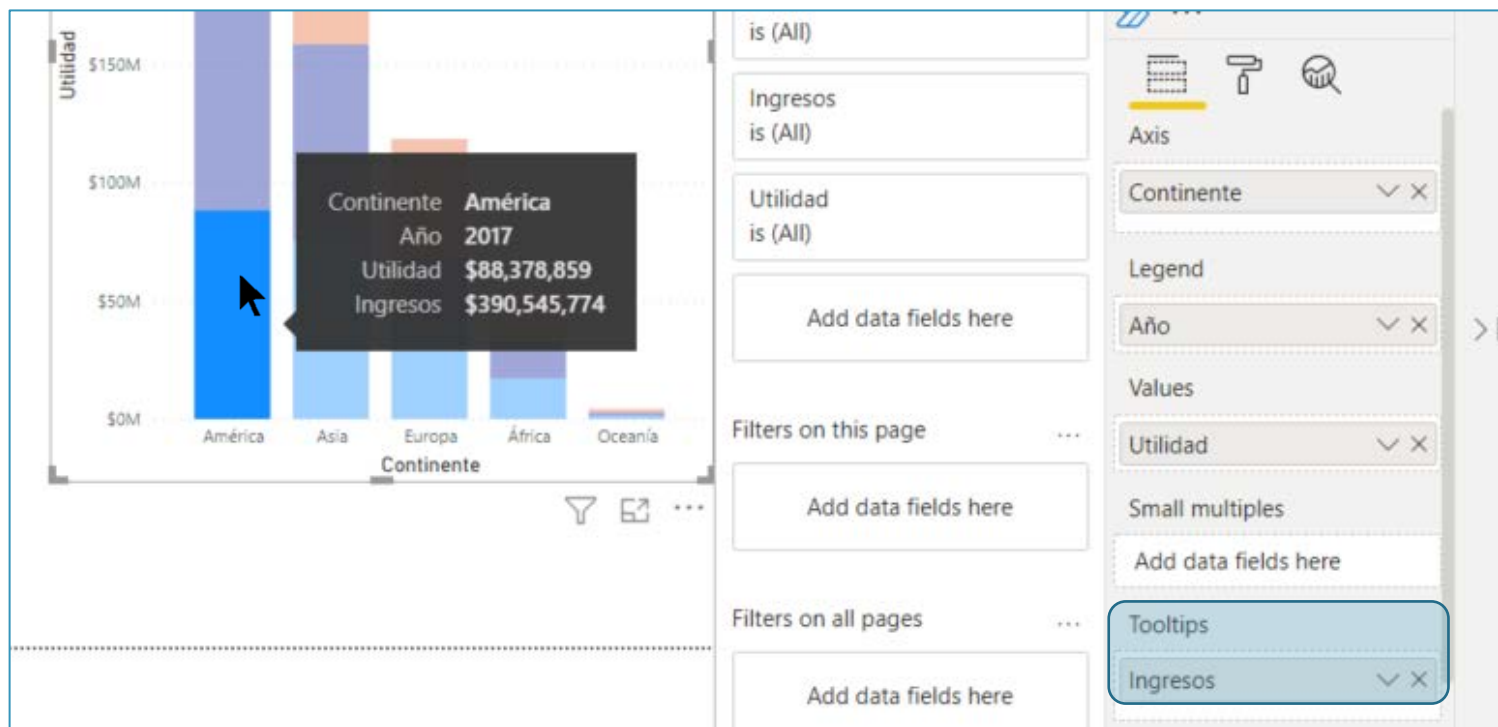 Utilidad
$150M
$100M
$50M
$0M
América
Asia
Europa
África
Oceanía
Continente
Continente América
Año 2017
Utilidad $88,378,859
Ingresos $390,545,774
is (All)
Ingresos
is (All)
Utilidad
is (All)
Add data fields here
Filters on this page
Add data fields here
Filters on all pages
Add data fields here
Axis
Continente
Legend
Año
Values
Utilidad
Small multiples
Add data fields here
Tooltips
Ingresos